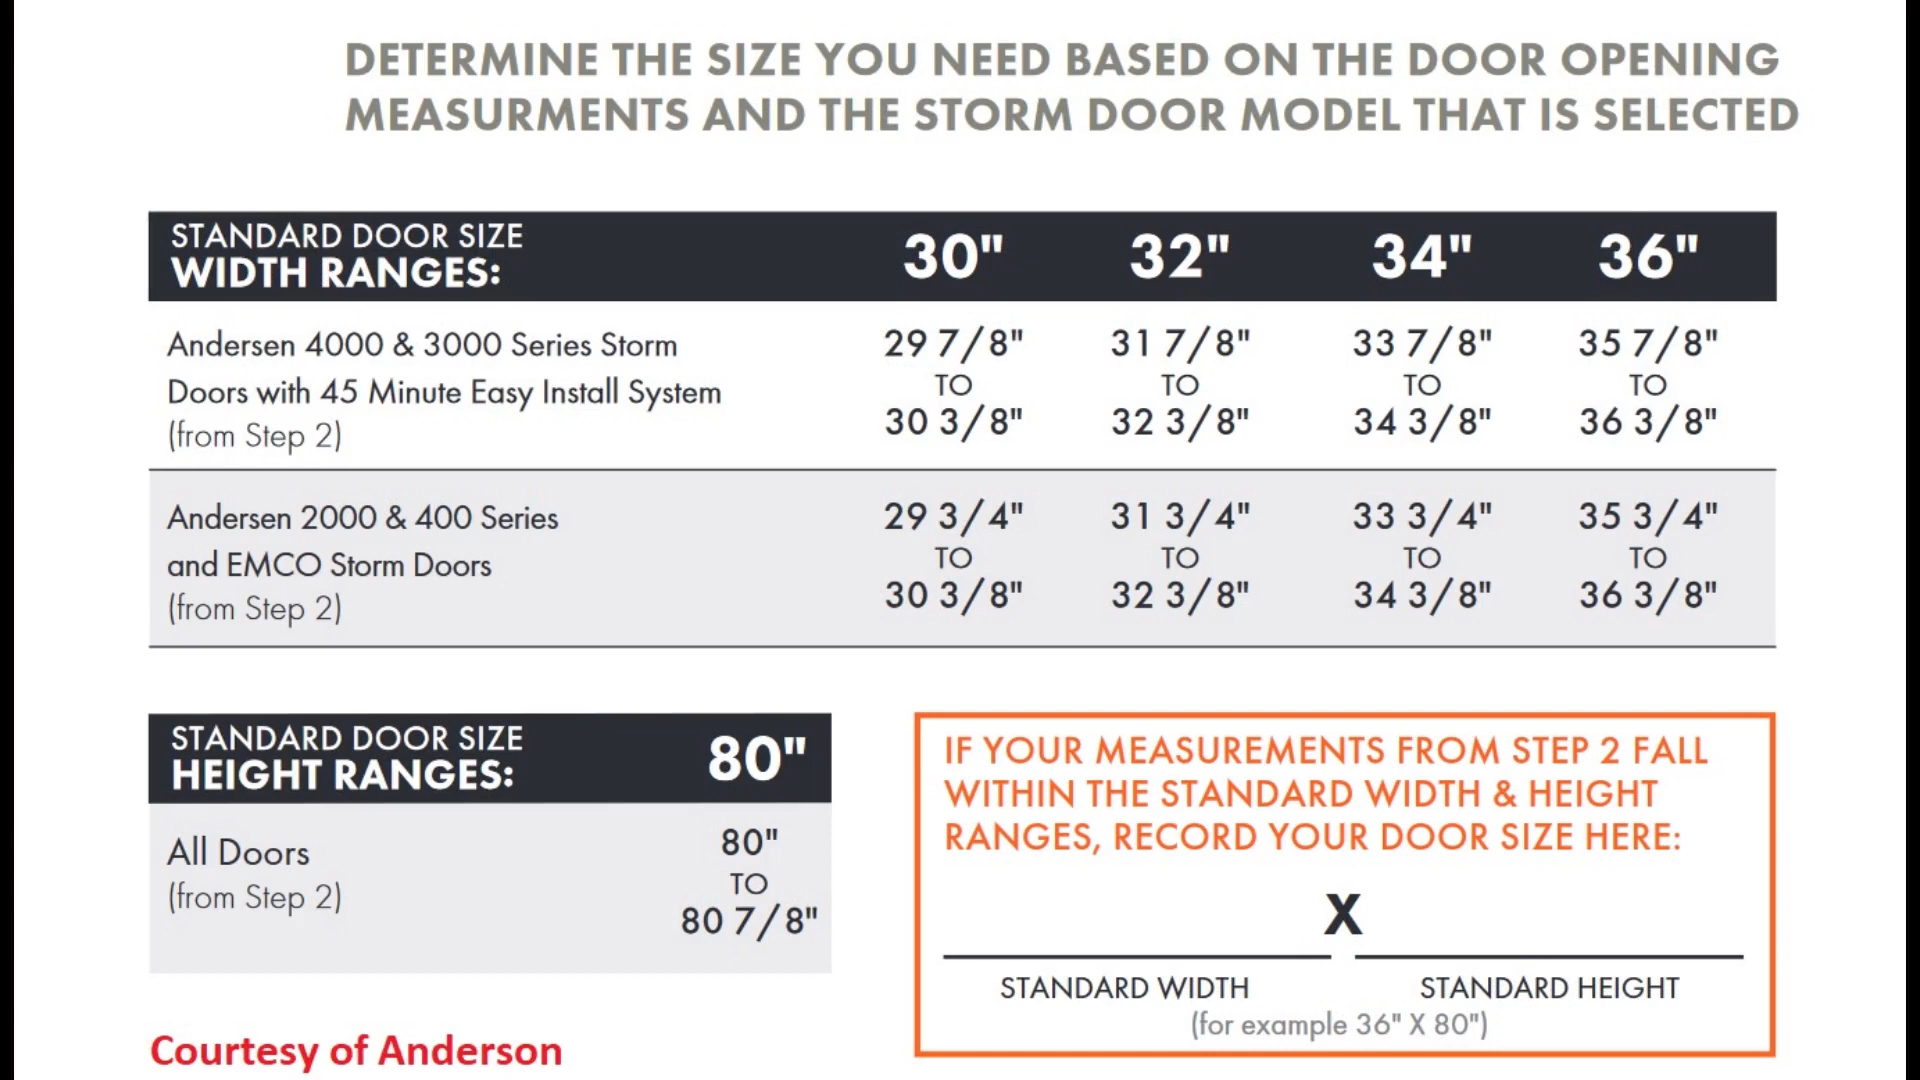 DETERMINE THE SIZE YOU NEED BASED ON THE DOOR OPENING
MEASURMENTS AND THE STORM DOOR MODEL THAT IS SELECTED
STANDARD DOOR SIZE
WIDTH RANGES:
30" 32" 34" 36"
Andersen 4000 & 3000 Series Storm
Doors with 45 Minute Easy Install System
(from Step 2)
29 7/8" 31 7/8" 33 7/8" 35 7/8"
TO TO TO TO
30 3/8" 32 3/8" 34 3/8" 36 3/8"
Andersen 2000 & 400 Series
and EMCO Storm Doors
(from Step 2)
29 3/4" 31 3/4" 33 3/4" 35 3/4"
TO TO TO TO
30 3/8" 32 3/8" 34 3/8" 36 3/8"
STANDARD DOOR SIZE
HEIGHT RANGES:
80"
All Doors
(from Step 2)
80"
TO
80 7/8"
IF YOUR MEASUREMENTS FROM STEP 2 FALL
WITHIN THE STANDARD WIDTH & HEIGHT
RANGES, RECORD YOUR DOOR SIZE HERE:
X
STANDARD WIDTH STANDARD HEIGHT
(for example 36" X 80")
Courtesy of Anderson